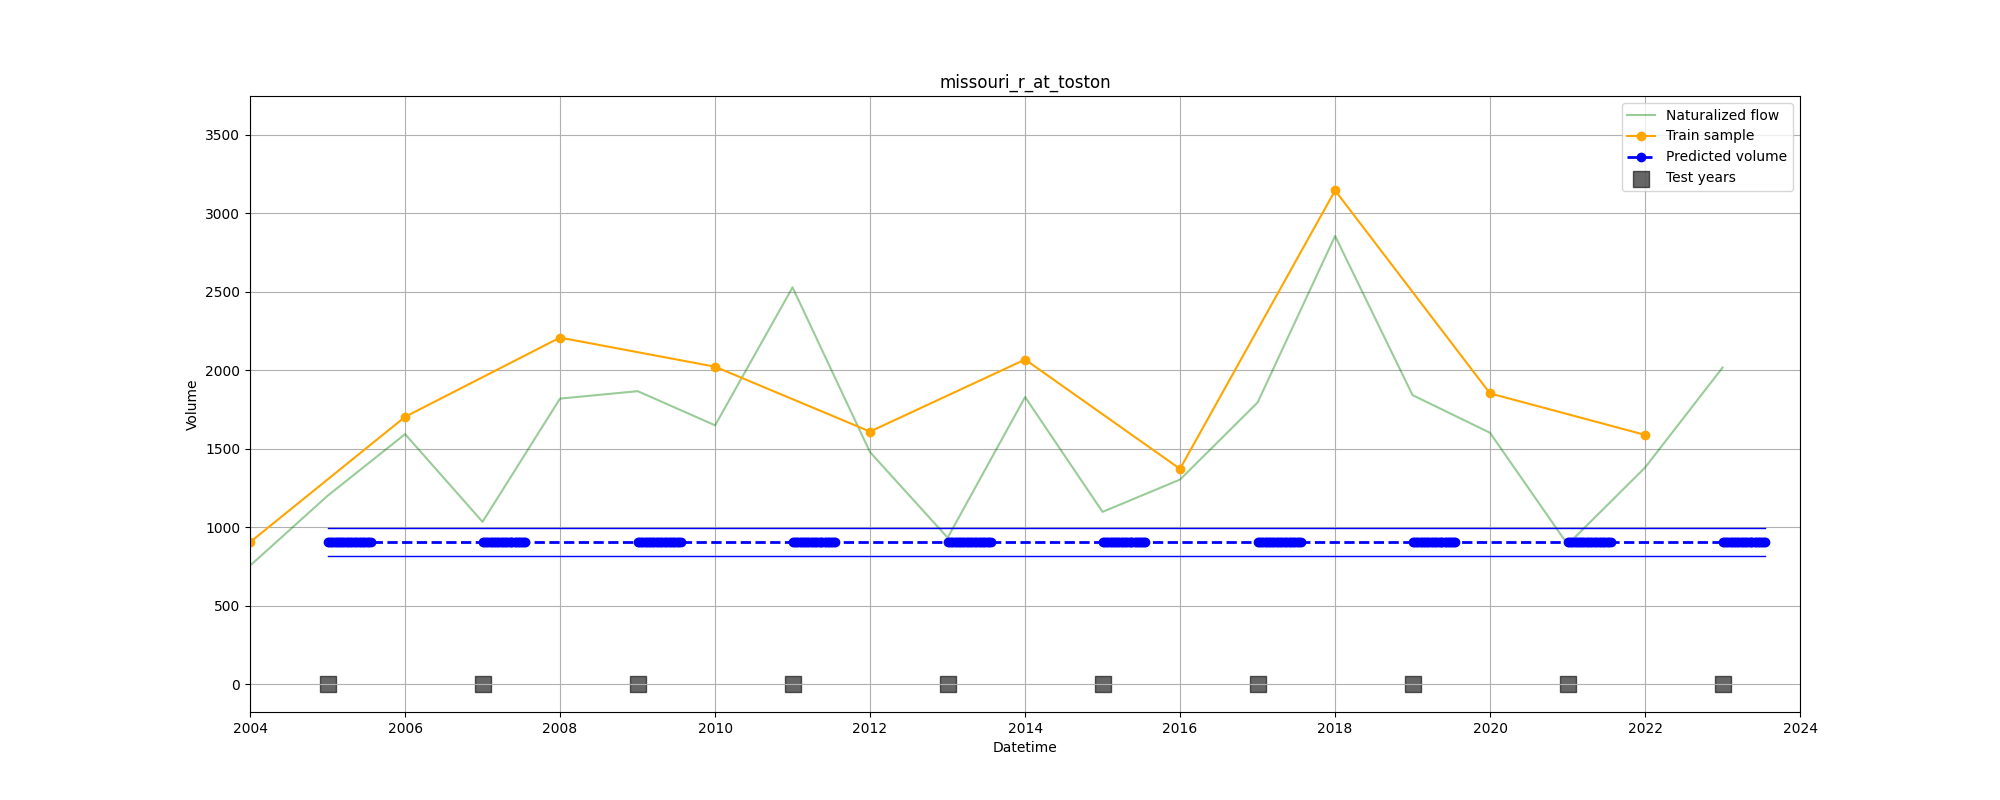 missouri_r_at_toston
Naturalized flow
Train sample
Predicted volume
Test years
3500
3000
2500
2000
1500
1000
500
0
Volume
2004 2006 2008 2010 2012 2014 2016 2018 2020 2022 2024
Datetime